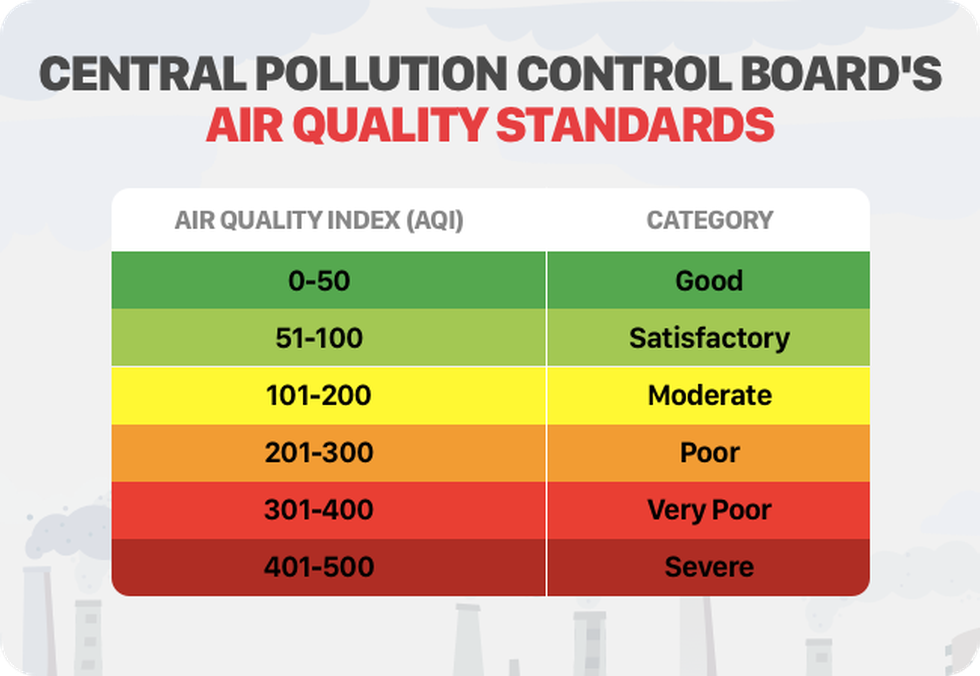 CENTRAL POLLUTION CONTROL BOARD'S
AIR QUALITY STANDARDS
AIR QUALITY INDEX (AQI) CATEGORY
0-50 Good
51-100 Satisfactory
101-200 Moderate
201-300 Poor
301-400 Very Poor
401-500 Severe